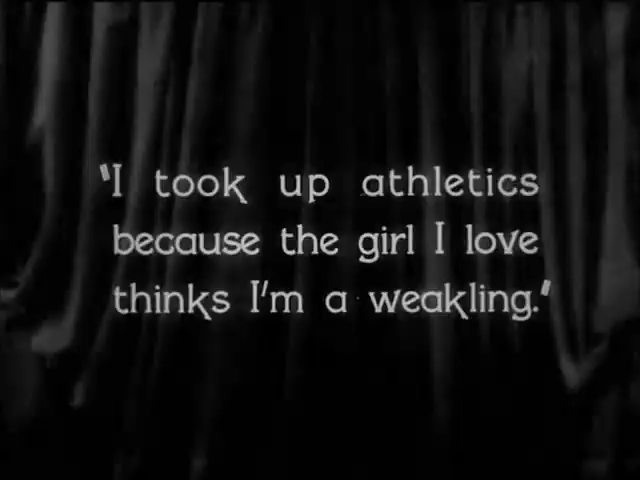 "I took up athletics
because the girl I love
thinks I'm a weakling."